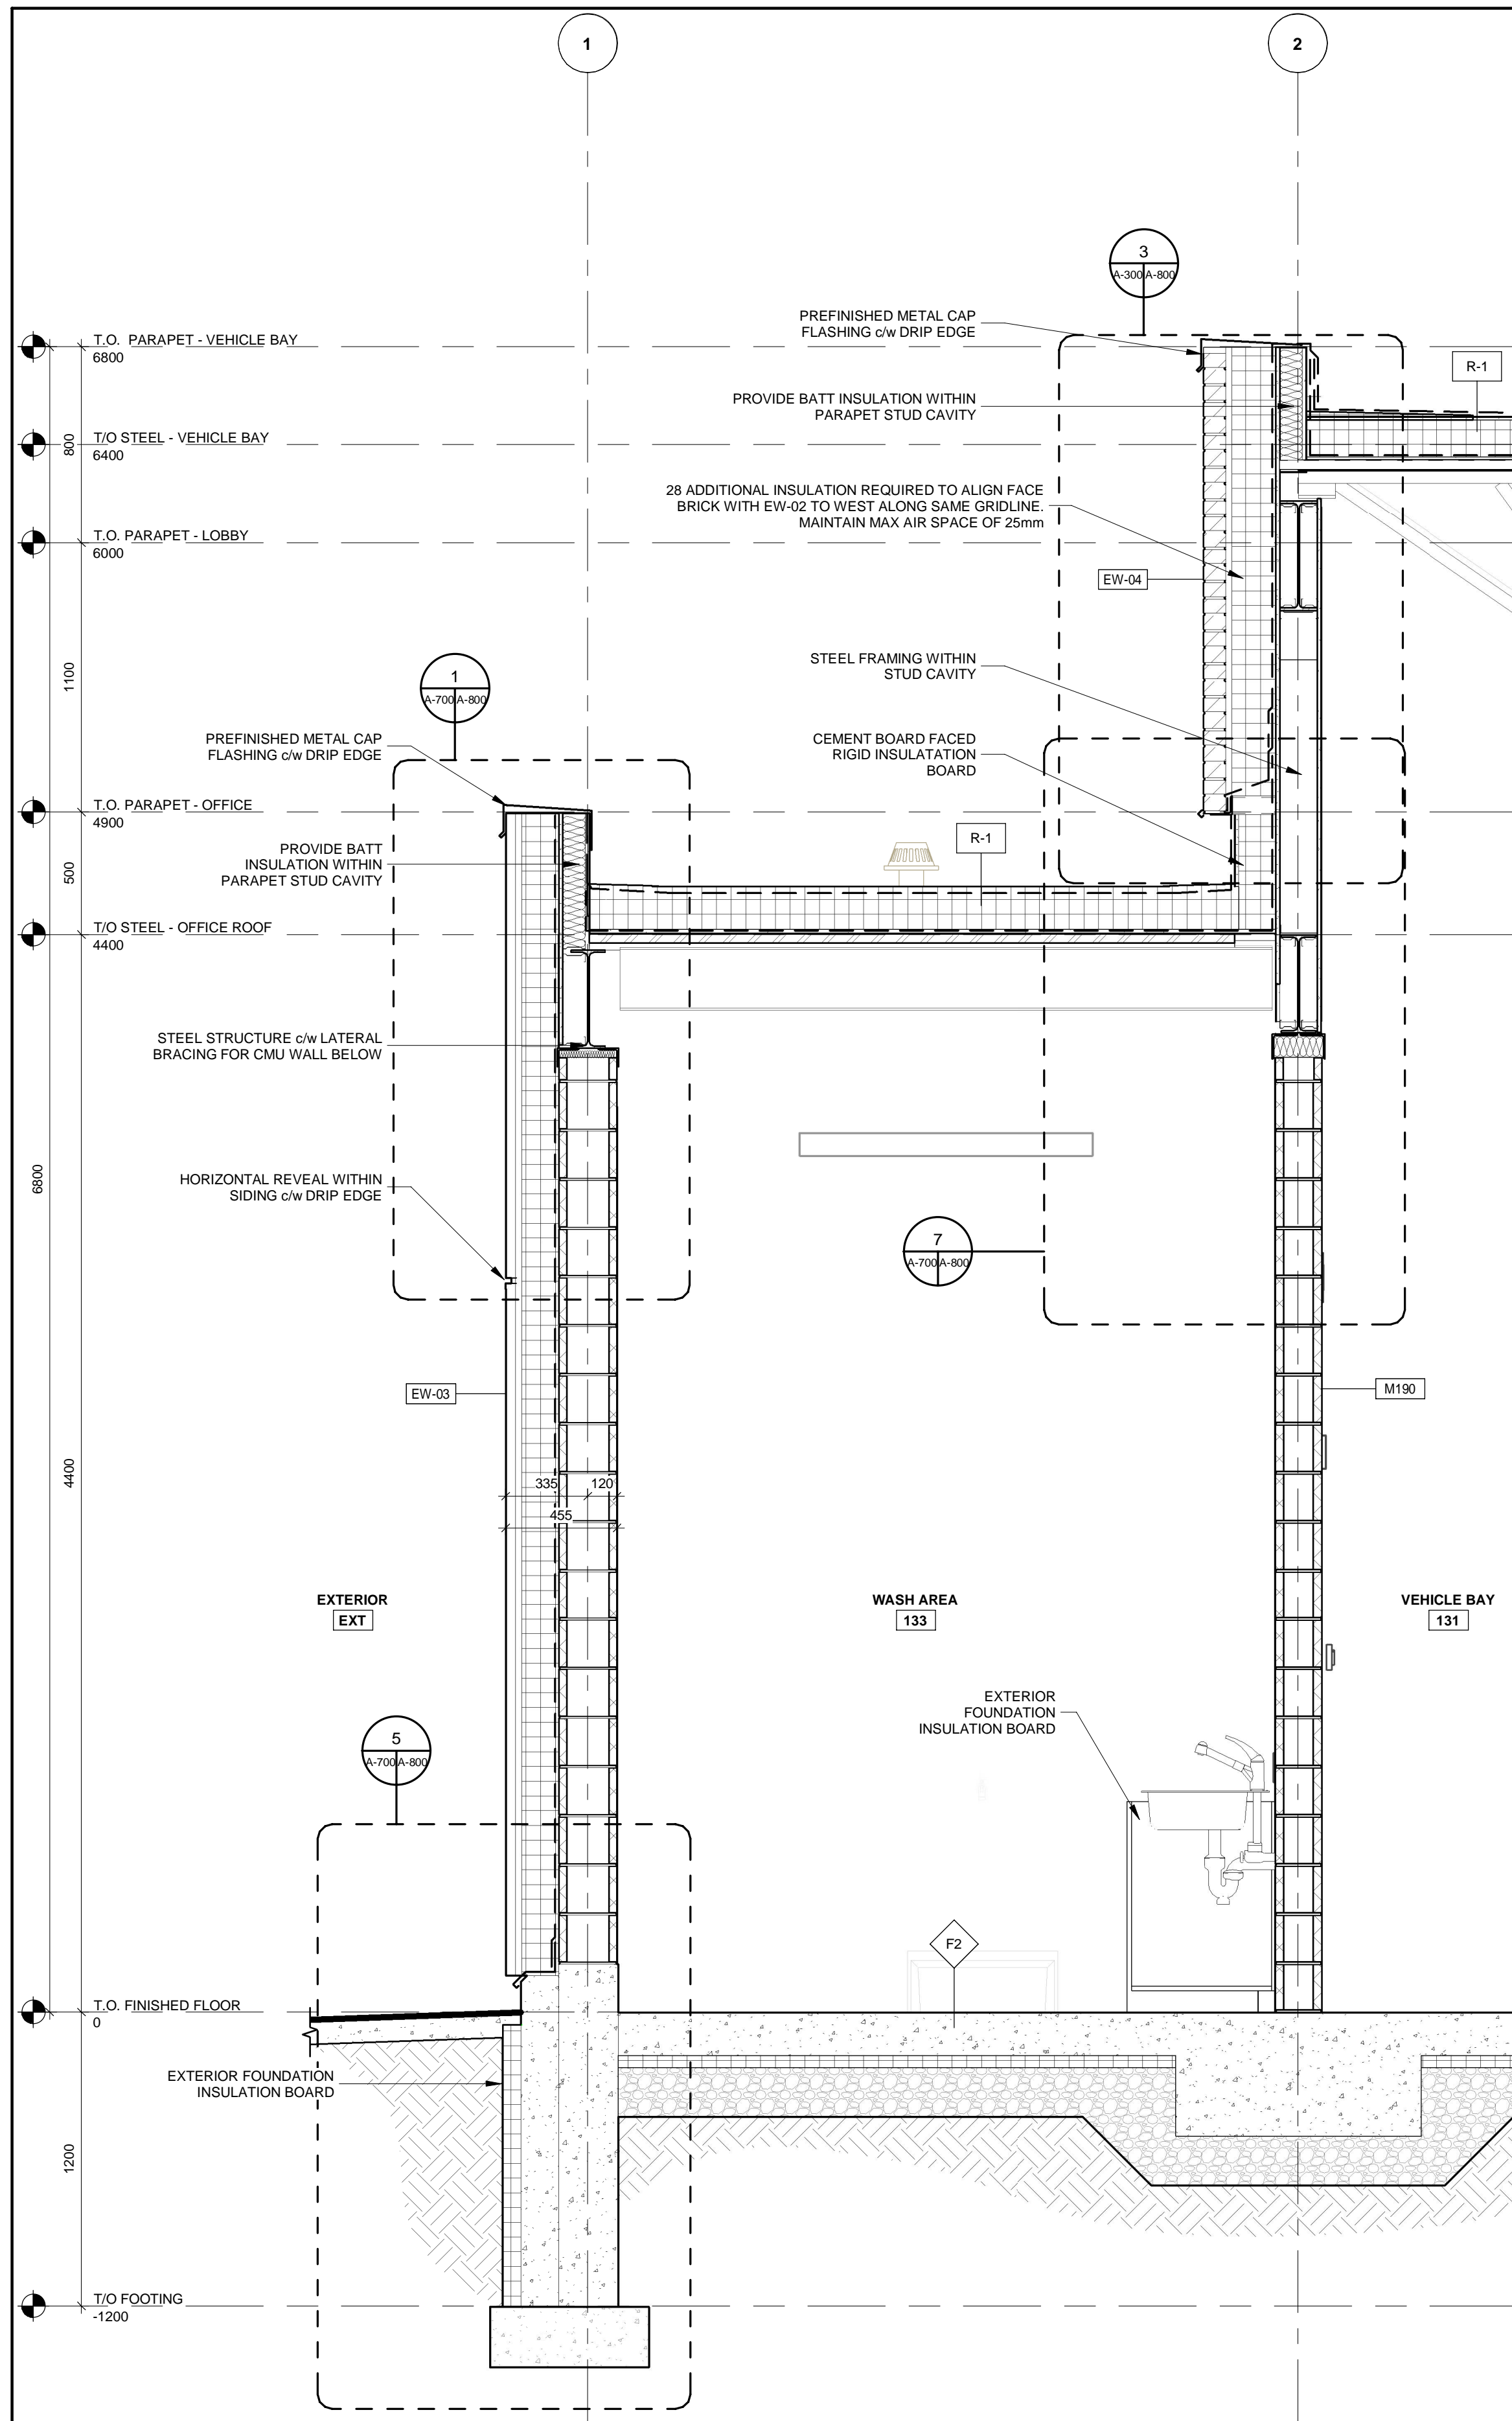 1
2
3
A-300
A-800
PREFINISHED METAL CAP
FLASHING c/w DRIP EDGE
T.O. PARAPET - VEHICLE BAY
6800
R-1
PROVIDE BATT INSULATION WITHIN
PARAPET STUD CAVITY
800
T/O STEEL - VEHICLE BAY
6400
28 ADDITIONAL INSULATION REQUIRED TO ALIGN FACE
BRICK WITH EW-02 TO WEST ALONG SAME GRIDLINE.
MAINTAIN MAX AIR SPACE OF 25mm
T.O. PARAPET - LOBBY
6000
EW-04
1100
STEEL FRAMING WITHIN
STUD CAVITY
1
A-700
A-800
PREFINISHED METAL CAP
FLASHING c/w DRIP EDGE
CEMENT BOARD FACED
RIGID INSULATATION
BOARD
T.O. PARAPET - OFFICE
4900
R-1
PROVIDE BATT
INSULATION WITHIN
PARAPET STUD CAVITY
500
T/O STEEL - OFFICE ROOF
4400
STEEL STRUCTURE c/w LATERAL
BRACING FOR CMU WALL BELOW
6800
HORIZONTAL REVEAL WITHIN
SIDING c/w DRIP EDGE
7
A-700
A-800
EW-03
M190
4400
335
120
455
EXTERIOR
EXT
WASH AREA
133
VEHICLE BAY
131
EXTERIOR
FOUNDATION
INSULATION BOARD
5
A-700
A-800
F2
T.O. FINISHED FLOOR
0
EXTERIOR FOUNDATION
INSULATION BOARD
1200
T/O FOOTING
-1200